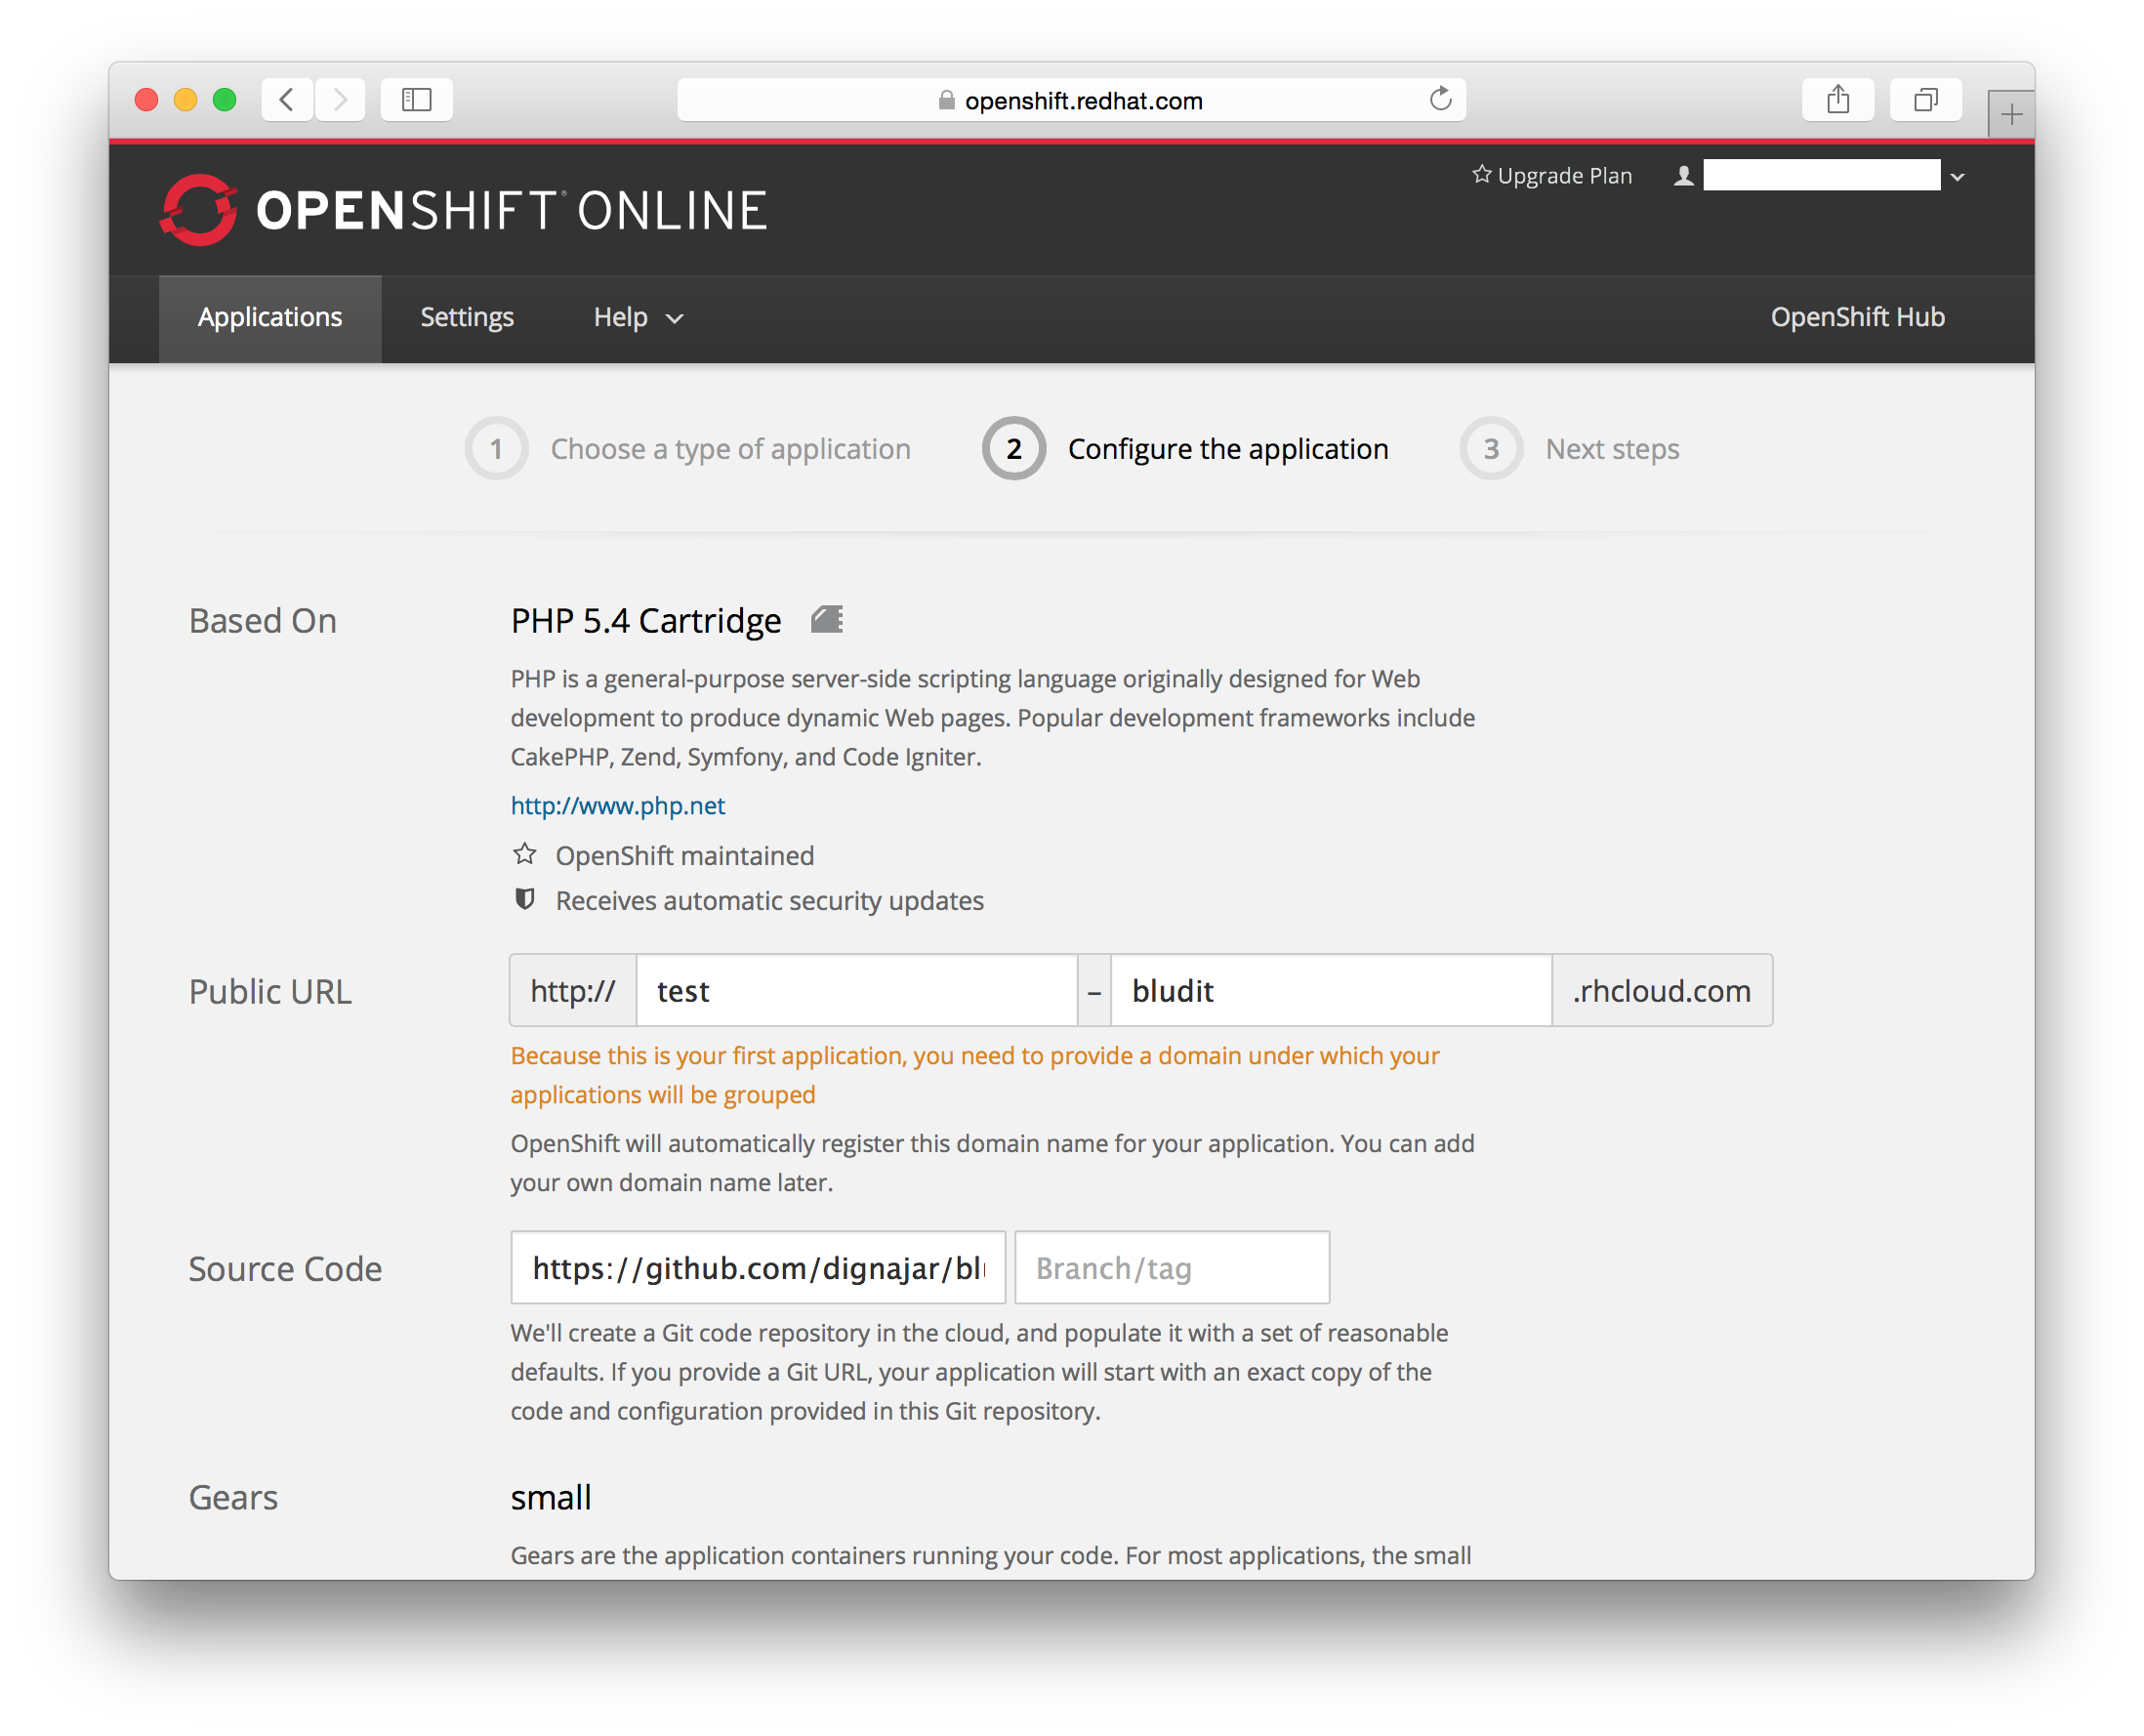 openshift.redhat.com
Upgrade Plan
OPENSHIFT ONLINE
Applications Settings Help OpenShift Hub
1 Choose a type of application 2 Configure the application 3 Next steps
Based On PHP 5.4 Cartridge
PHP is a general-purpose server-side scripting language originally designed for Web
development to produce dynamic Web pages. Popular development frameworks include
CakePHP, Zend, Symfony, and Code Igniter.
http://www.php.net
OpenShift maintained
Receives automatic security updates
Public URL http:// test – bludit .rhcloud.com
Because this is your first application, you need to provide a domain under which your
applications will be grouped
OpenShift will automatically register this domain name for your application. You can add
your own domain name later.
Source Code https://github.com/dignajar/bl Branch/tag
We'll create a Git code repository in the cloud, and populate it with a set of reasonable
defaults. If you provide a Git URL, your application will start with an exact copy of the
code and configuration provided in this Git repository.
Gears small
Gears are the application containers running your code. For most applications, the small